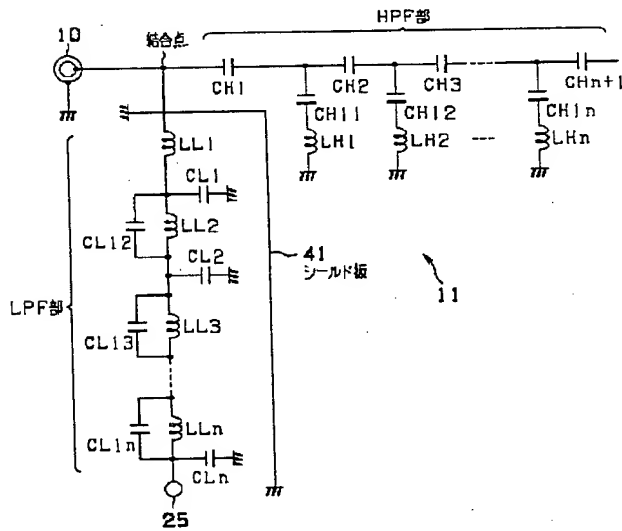 HPF部
10
結合点
CH1
CH2
CH3
CHn+1
CH11
CH12
CH1n
LH1
LH2
LHn
LL1
CL1
LL2
CL12
CL2
41
シールド板
11
LPF部
LL3
CL13
LLn
CL1n
CLn
25